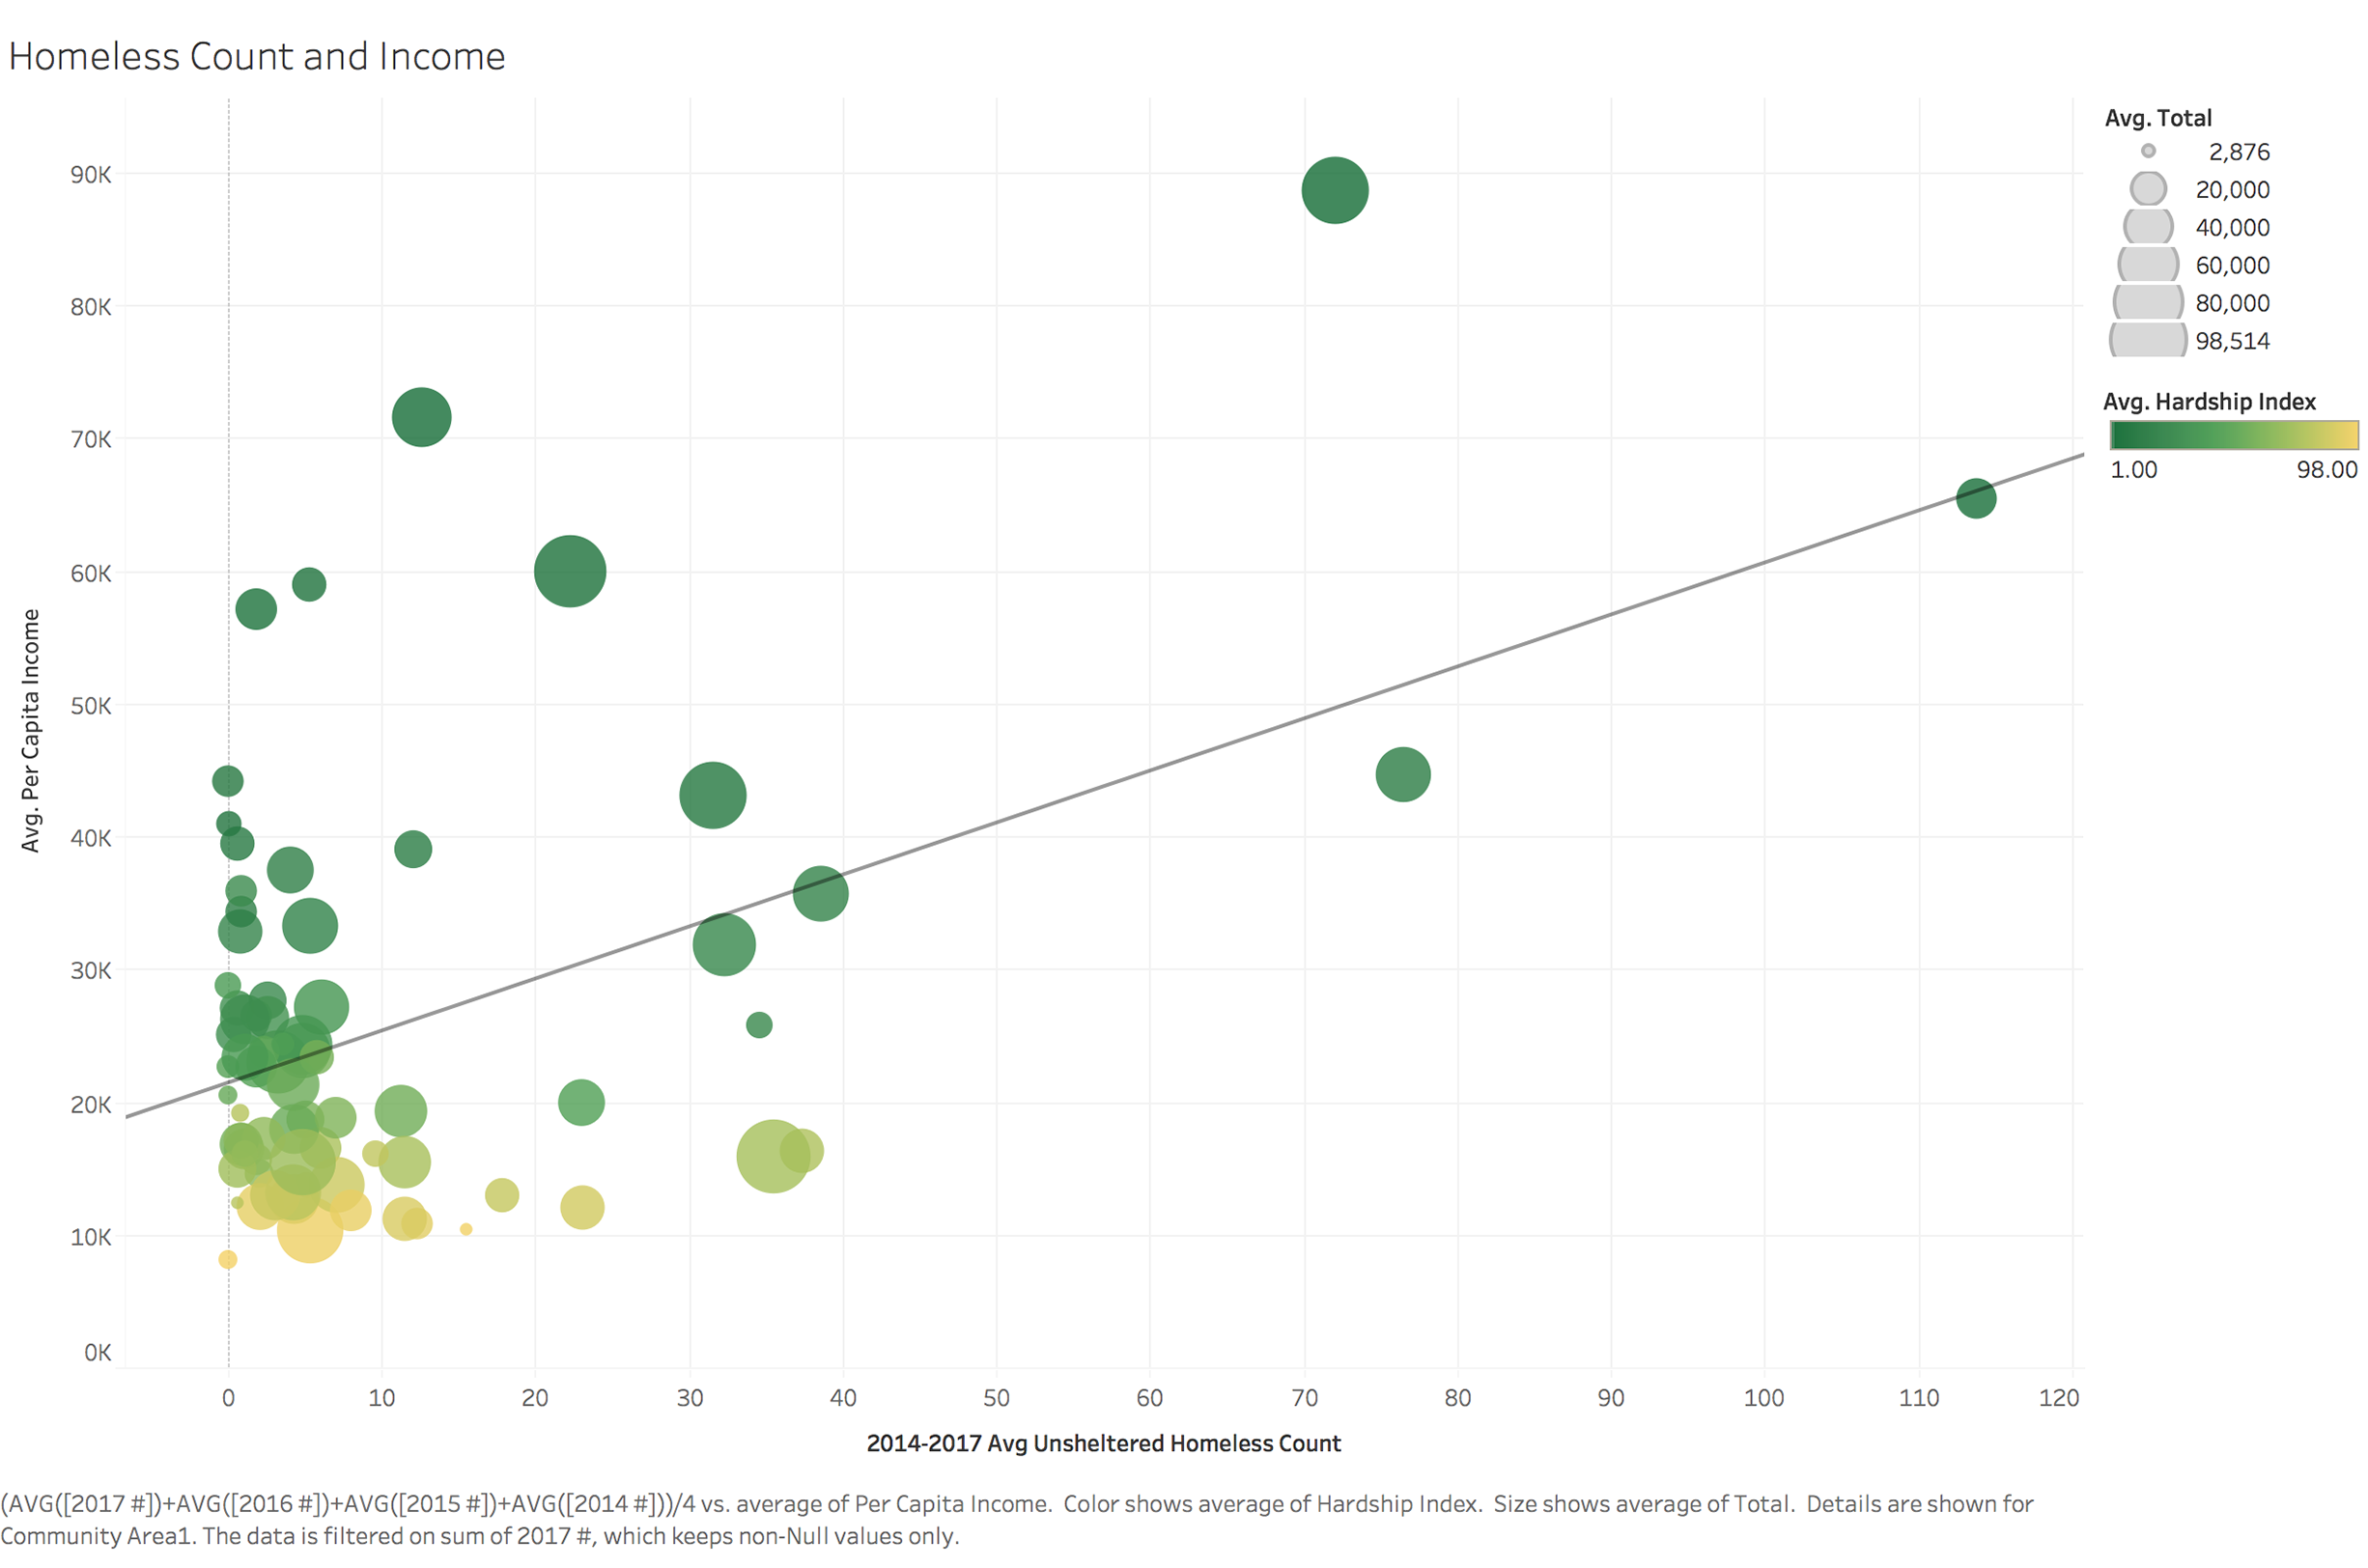 Homeless Count and Income
Avg. Total
2,876
20,000
40,000
60,000
80,000
98,514
Avg. Hardship Index
1.00 98.00
Avg. Per Capita Income
90K
80K
70K
60K
50K
40K
30K
20K
10K
0K
0 10 20 30 40 50 60 70 80 90 100 110 120
2014-2017 Avg Unsheltered Homeless Count
(AVG([2017 #])+AVG([2016 #])+AVG([2015 #])+AVG([2014 #]))/4 vs. average of Per Capita Income.  Color shows average of Hardship Index.  Size shows average of Total.  Details are shown for
Community Area1. The data is filtered on sum of 2017 #, which keeps non-Null values only.